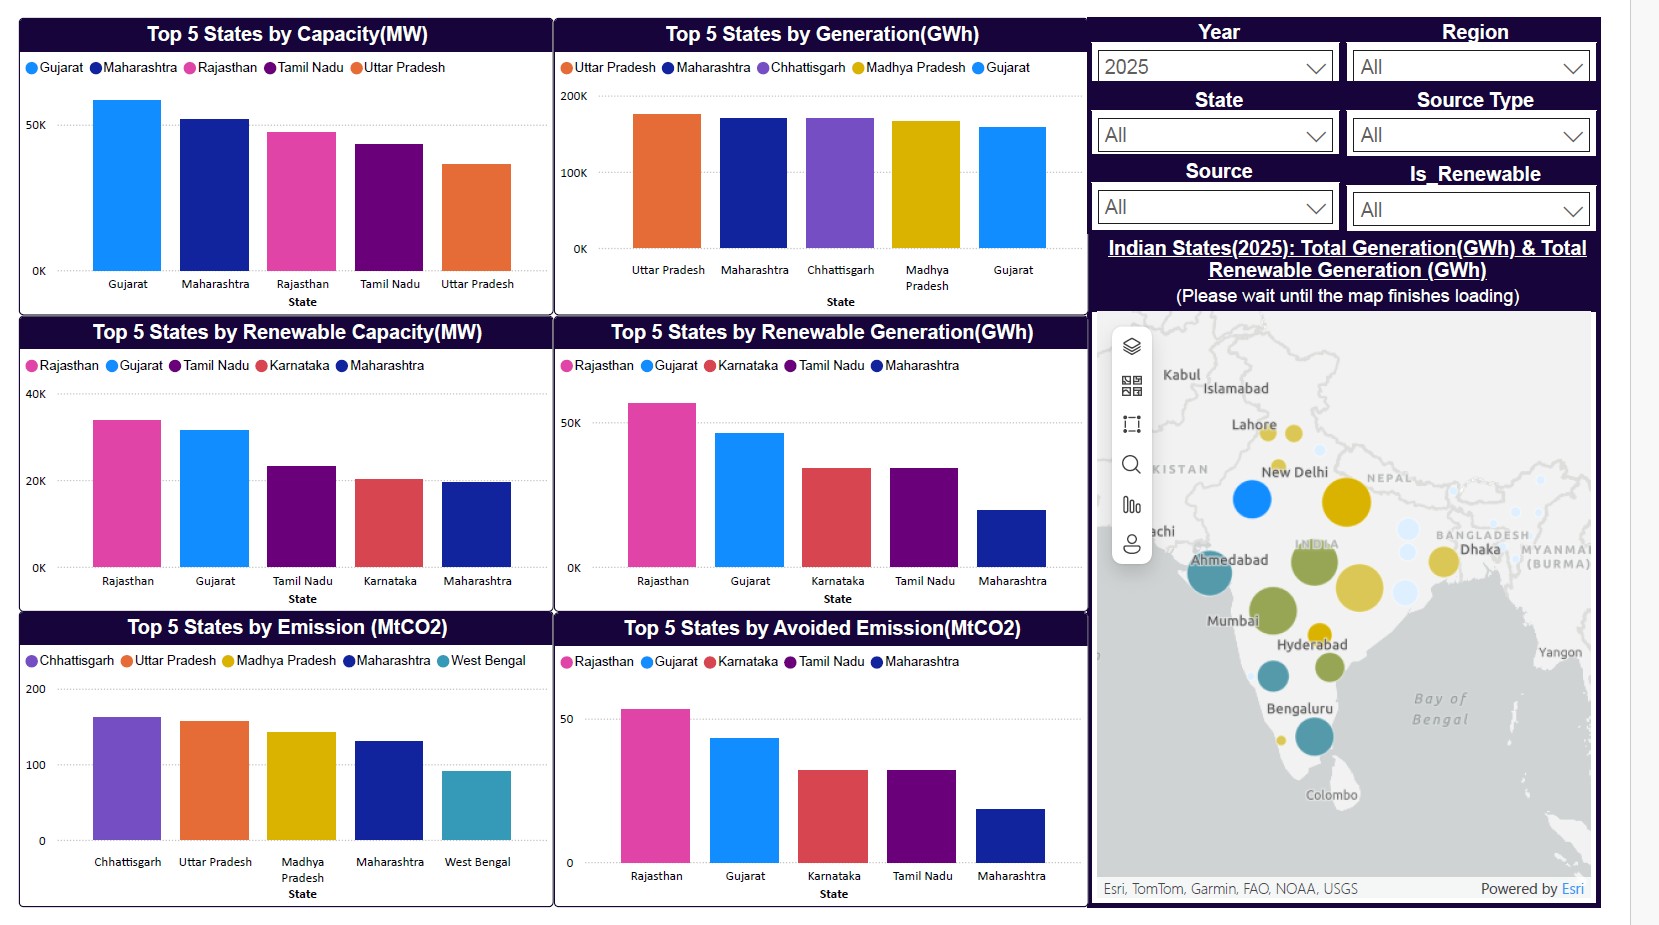 Top 5 States by Capacity(MW)
Gujarat Maharashtra Rajasthan Tamil Nadu Uttar Pradesh
50K
0K
Gujarat Maharashtra Rajasthan Tamil Nadu Uttar Pradesh
State
Top 5 States by Generation(GWh)
Uttar Pradesh Maharashtra Chhattisgarh Madhya Pradesh Gujarat
200K
100K
0K
Uttar Pradesh Maharashtra Chhattisgarh Madhya Pradesh Gujarat
State
Top 5 States by Renewable Capacity(MW)
Rajasthan Gujarat Tamil Nadu Karnataka Maharashtra
40K
20K
0K
Rajasthan Gujarat Tamil Nadu Karnataka Maharashtra
State
Top 5 States by Renewable Generation(GWh)
Rajasthan Gujarat Karnataka Tamil Nadu Maharashtra
50K
0K
Rajasthan Gujarat Karnataka Tamil Nadu Maharashtra
State
Top 5 States by Emission (MtCO2)
Chhattisgarh Uttar Pradesh Madhya Pradesh Maharashtra West Bengal
200
100
0
Chhattisgarh Uttar Pradesh Madhya Pradesh Maharashtra West Bengal
State
Top 5 States by Avoided Emission(MtCO2)
Rajasthan Gujarat Karnataka Tamil Nadu Maharashtra
50
0
Rajasthan Gujarat Karnataka Tamil Nadu Maharashtra
State
Year Region
2025 All
State Source Type
All All
Source Is_Renewable
All All
Indian States(2025): Total Generation(GWh) & Total
Renewable Generation (GWh)
(Please wait until the map finishes loading)
Kabul
Islamabad
Lahore
KISTAN
New Delhi
NEPAL
achi
INDIA
BANGLADESH
Ahmedabad
Dhaka
MYANMA
(BURMA)
Mumbai
Hyderabad
Yangon
Bengaluru
Bay of
Bengal
Colombo
Esri, TomTom, Garmin, FAO, NOAA, USGS
Powered by Esri